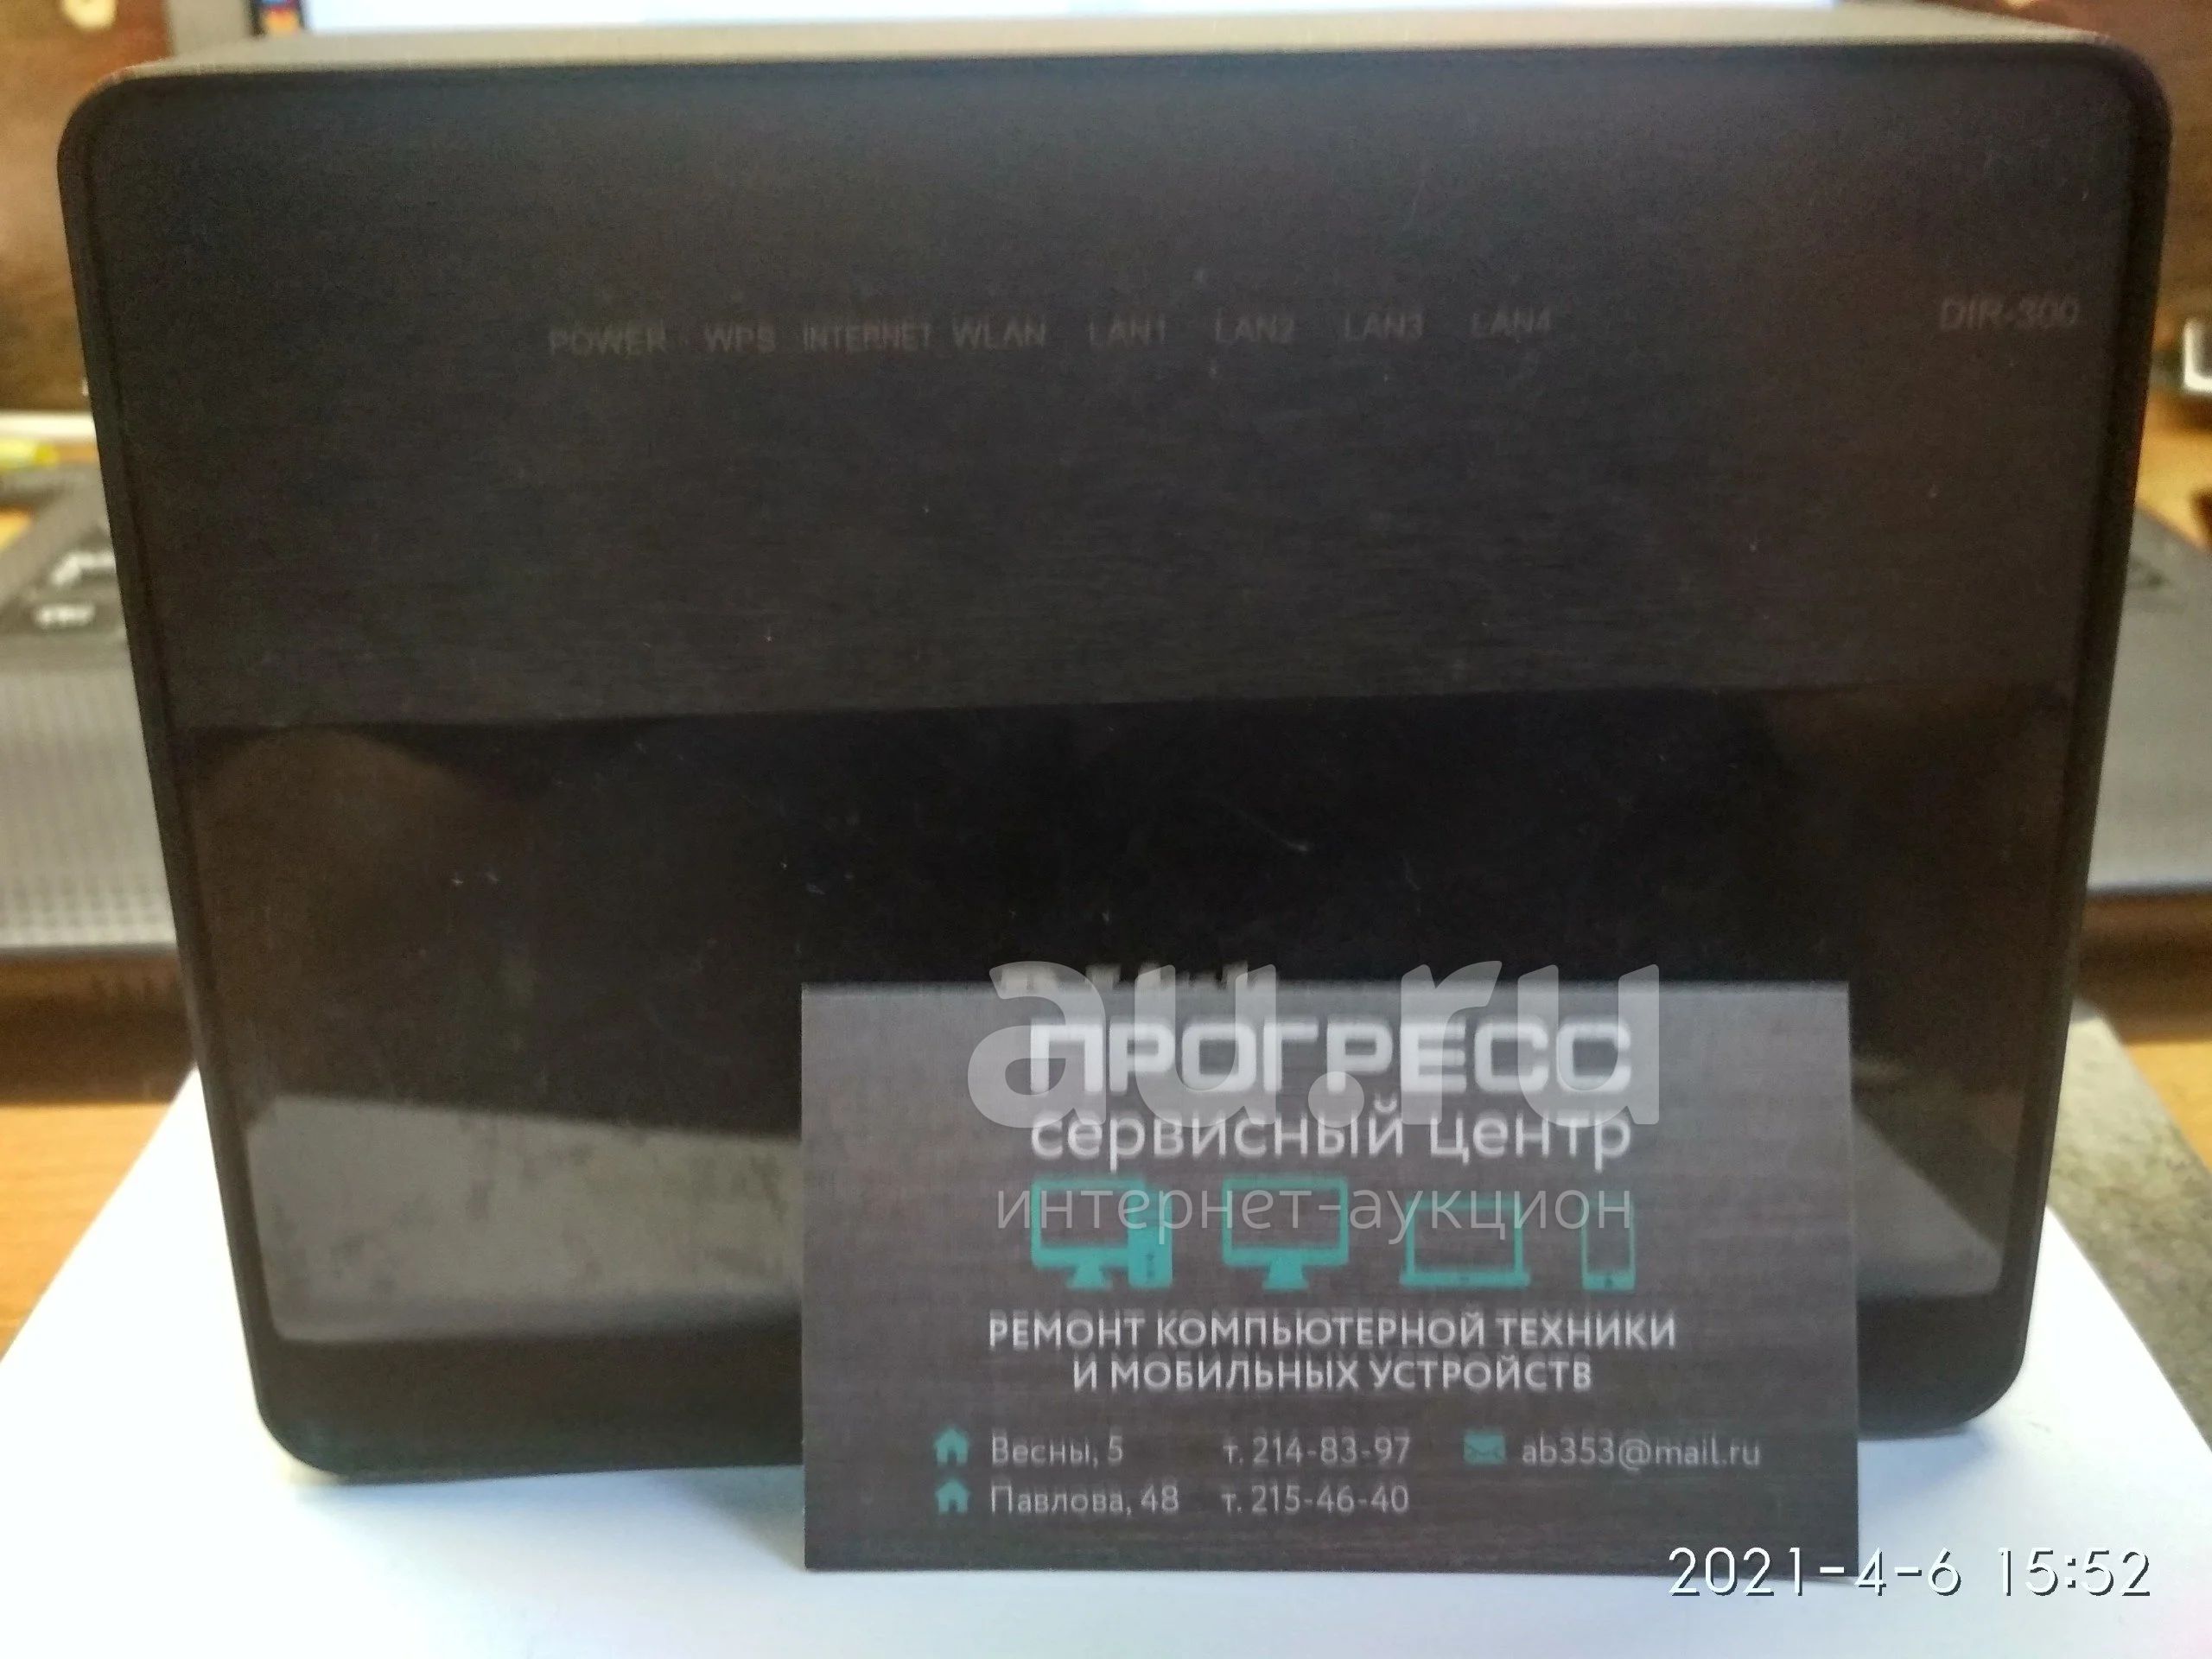 POWER WPS INTERNET WLAN LAN1 LAN2 LAN3 LAN4 DIR-300
au.ru
ПРОГРЕСС
сервисный центр
интернет-аукцион
РЕМОНТ КОМПЬЮТЕРНОЙ ТЕХНИКИ
И МОБИЛЬНЫХ УСТРОЙСТВ
Весны, 5 т. 214-83-97 ab353@mail.ru
Павлова, 48 т. 215-46-40
2021-4-6 15:52